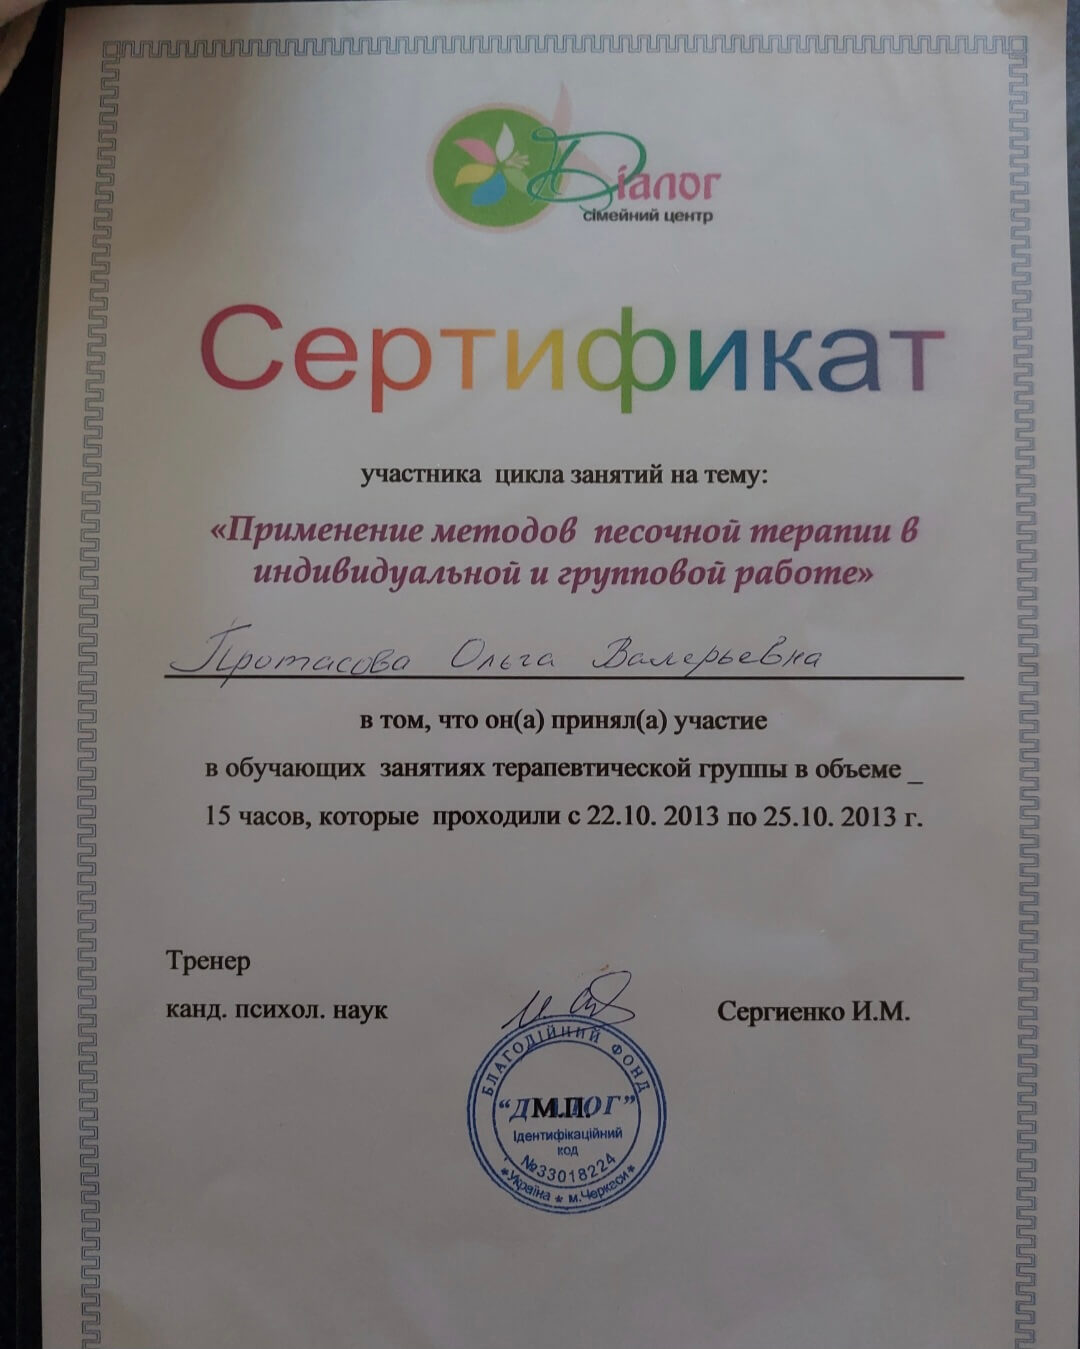 Діалог
сімейний центр
Сертификат
участника цикла занятий на тему:
«Применение методов песочной терапии в
индивидуальной и групповой работе»
Протасова Ольга Валерьевна
в том, что он(а) принял(а) участие
в обучающих занятиях терапевтической группы в объеме _
15 часов, которые проходили с 22.10. 2013 по 25.10. 2013 г.
Тренер
канд. психол. наук
Сергиенко И.М.
БЛАГОДІЙНИЙ ФОНД
“ДІАЛОГ”
М.П.
Ідентифікаційний
код
№33018224
*Україна * м.Черкаси*